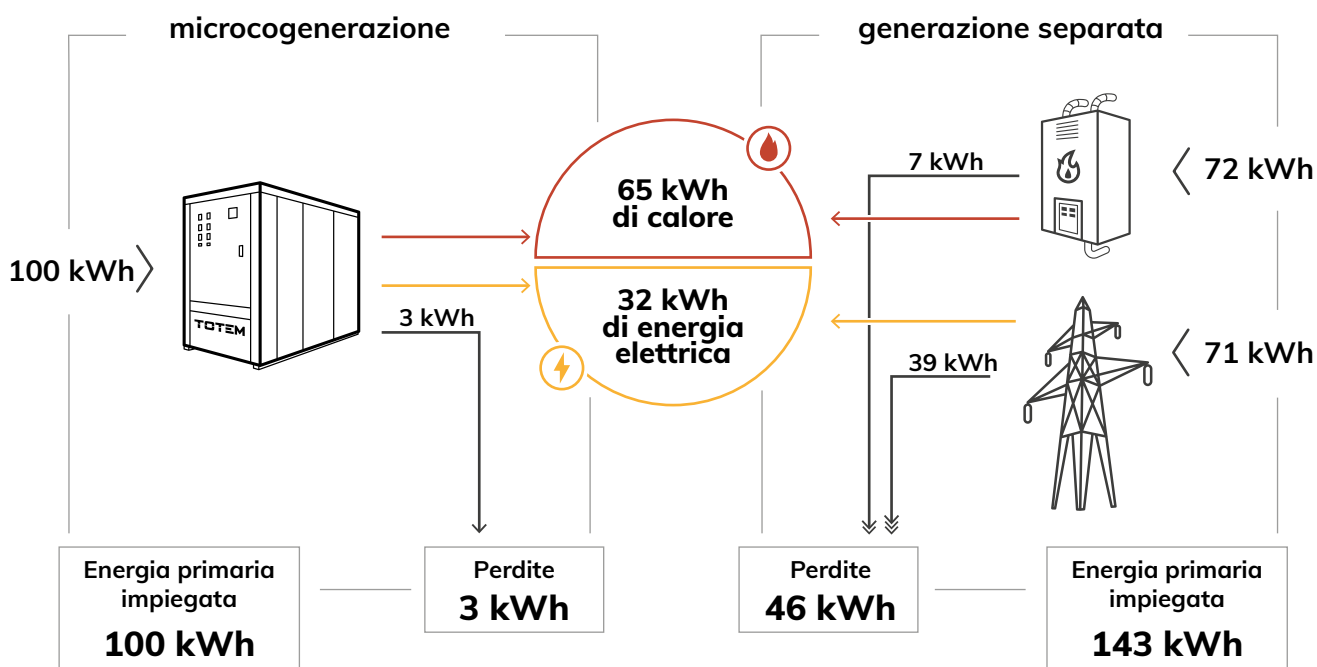 microcogenerazione
generazione separata
65 kWh
di calore
7 kWh
72 kWh
100 kWh
TOTEM
3 kWh
32 kWh
di energia
elettrica
39 kWh
71 kWh
Energia primaria
impiegata
100 kWh
Perdite
3 kWh
Perdite
46 kWh
Energia primaria
impiegata
143 kWh